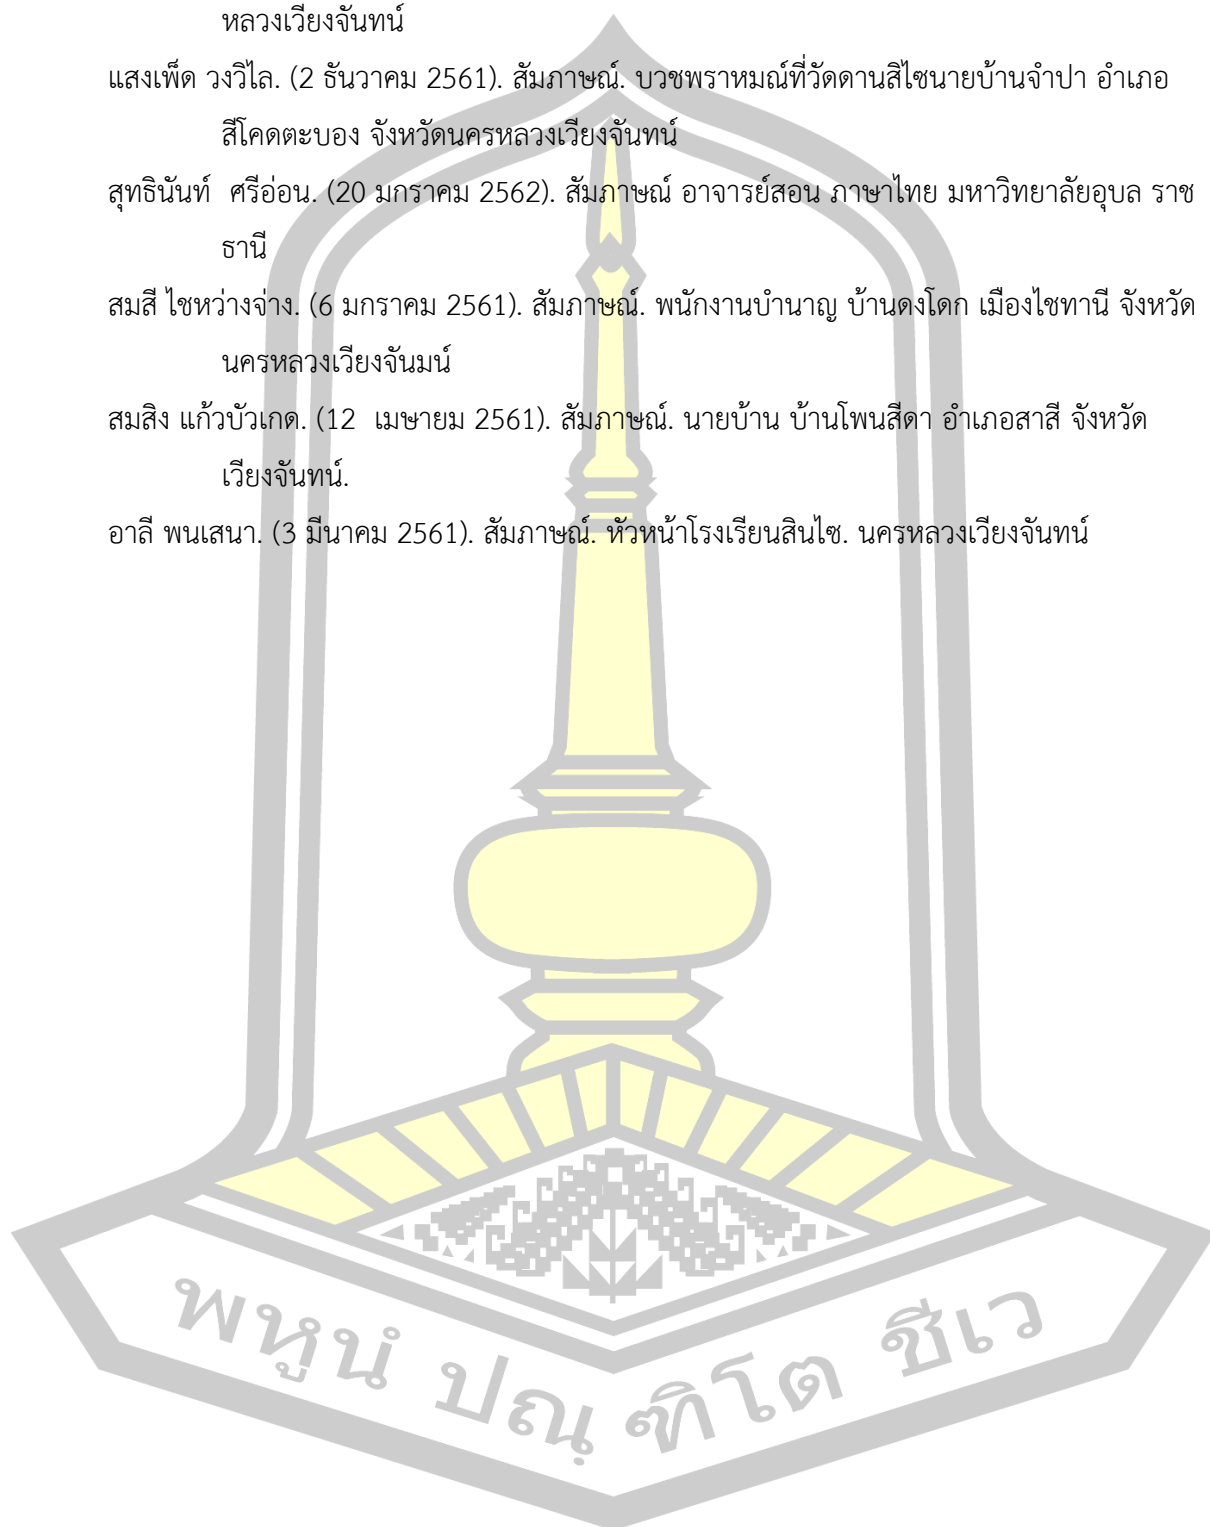 หลวงเวียงจันทน์
แสงเพ็ด วงวิไล. (2 ธันวาคม 2561). สัมภาษณ์. บวชพราหมณ์ที่วัดดานสิไซนายบ้านจำปา อำเภอ
สีโคดตะบอง จังหวัดนครหลวงเวียงจันทน์
สุทธินันท์  ศรีอ่อน. (20 มกราคม 2562). สัมภาษณ์ อาจารย์สอน ภาษาไทย มหาวิทยาลัยอุบล ราช
ธานี
สมสี ไชหว่างจ่าง. (6 มกราคม 2561). สัมภาษณ์. พนักงานบำนาญ บ้านดงโดก เมืองไชทานี จังหวัด
นครหลวงเวียงจันมน์
สมสิง แก้วบัวเกด. (12  เมษายม 2561). สัมภาษณ์. นายบ้าน บ้านโพนสีดา อำเภอสาสี จังหวัด
เวียงจันทน์.
อาลี พนเสนา. (3 มีนาคม 2561). สัมภาษณ์. หัวหน้าโรงเรียนสินไซ. นครหลวงเวียงจันทน์
พหูนํ ปณฺฑิโต ชีเว